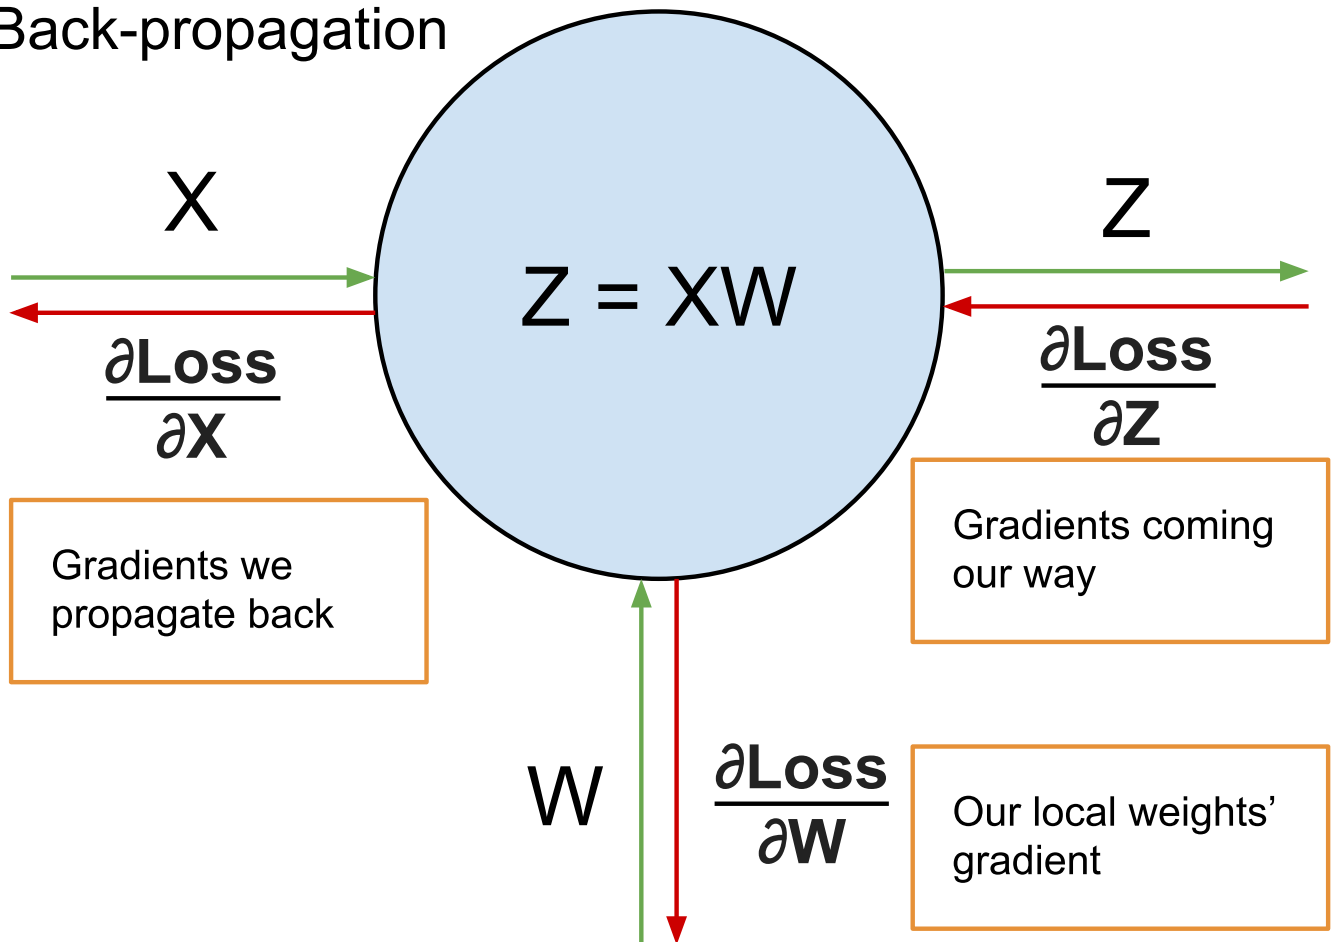 Back-propagation
X
Z
Z = XW
∂Loss
∂X
∂Loss
∂Z
Gradients we
propagate back
Gradients coming
our way
W
∂Loss
∂W
Our local weights’
gradient